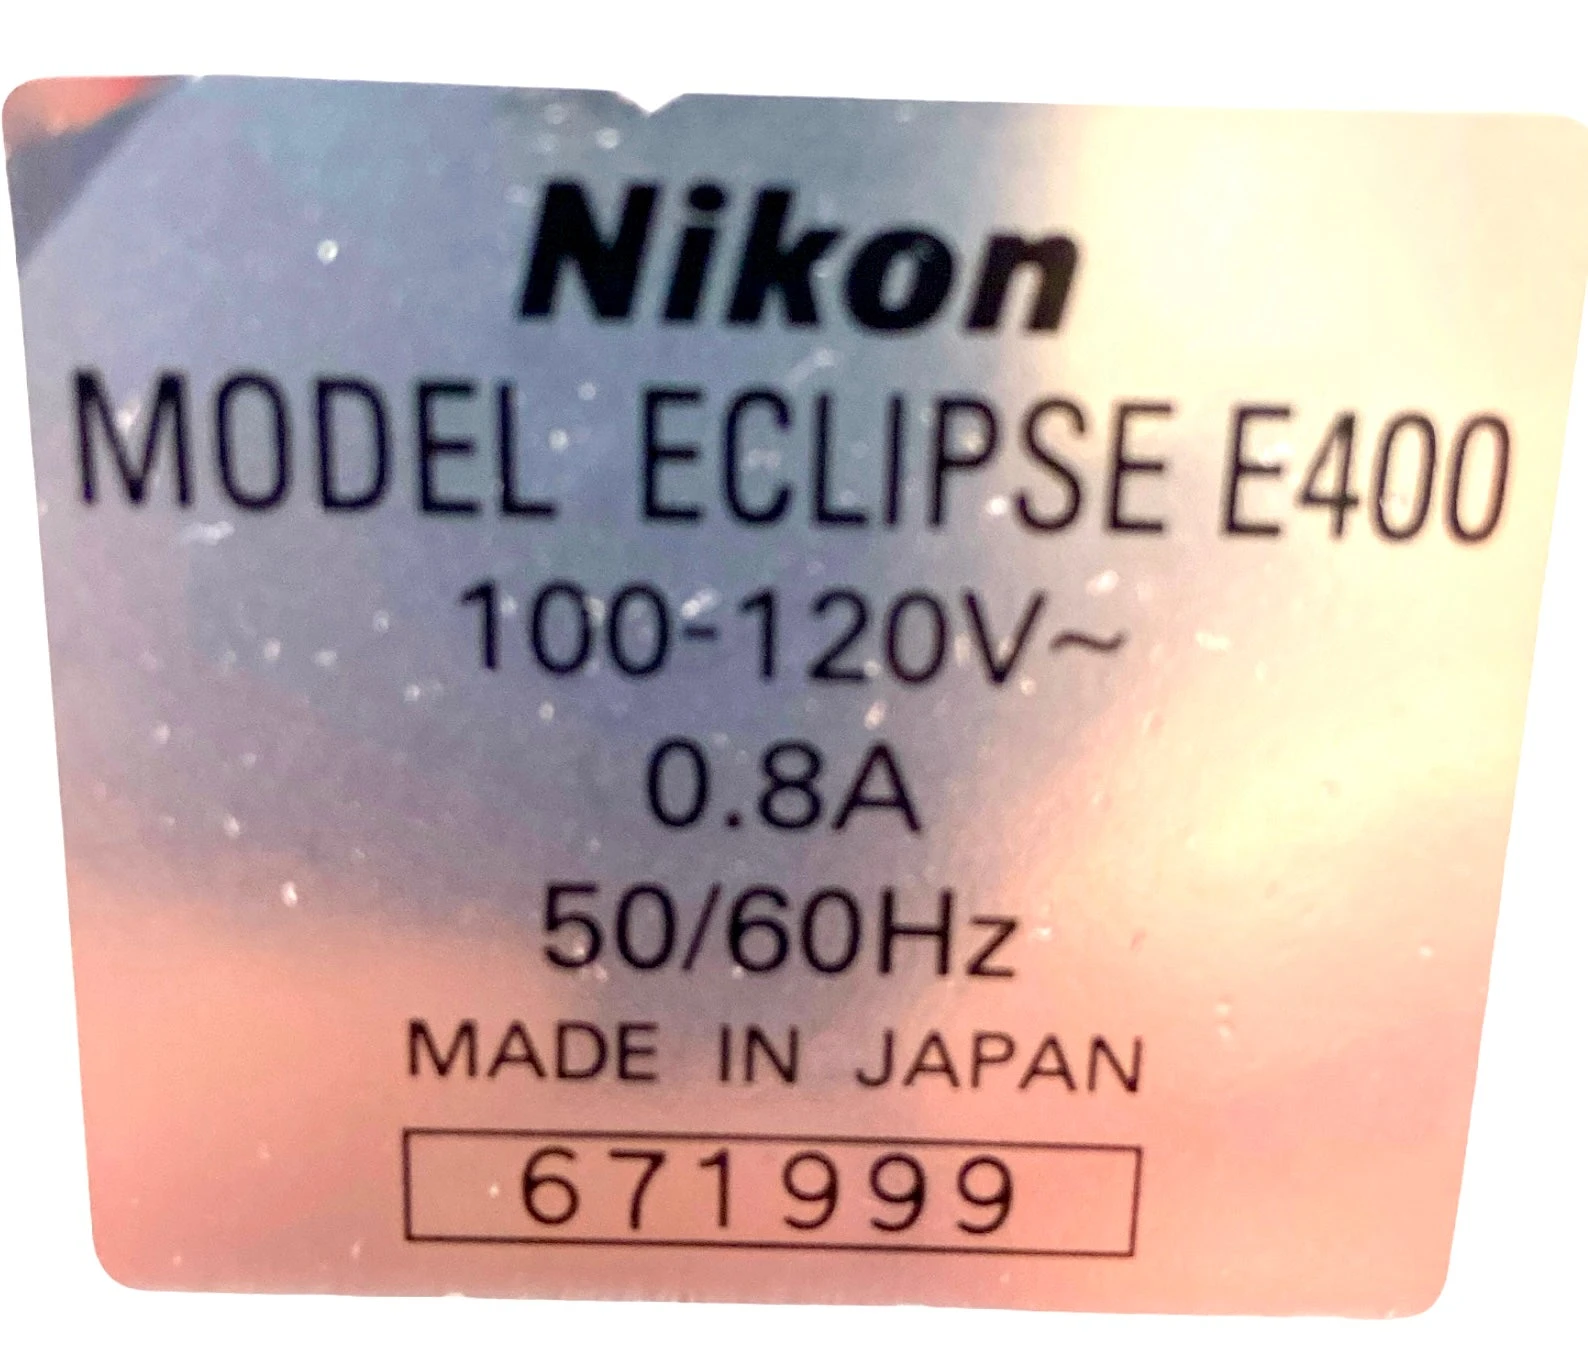 Nikon
MODEL ECLIPSE E400
100-120V~
0.8A
50/60Hz
MADE IN JAPAN
671999